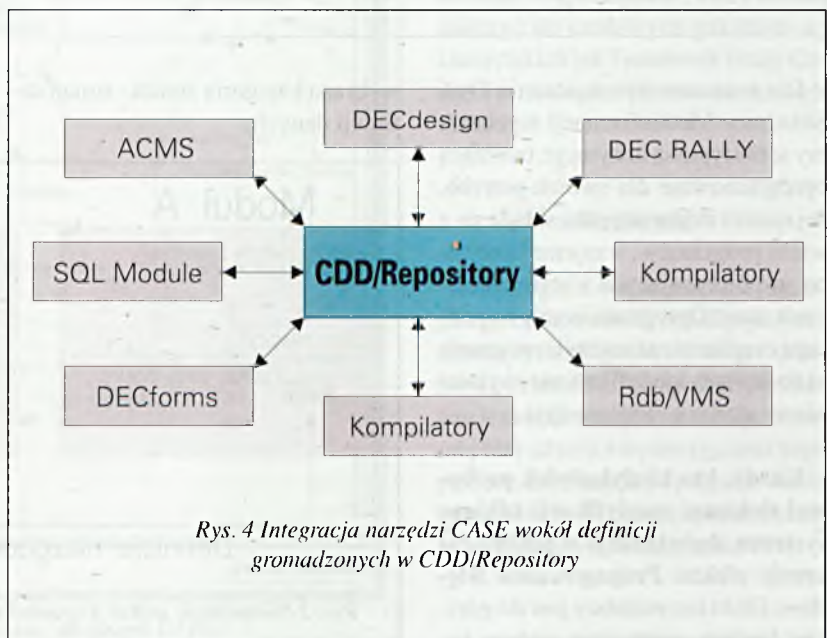 DECdesign
ACMS
DEC RALLY
SQL Module
CDD/Repository
Kompilatory
DECforms
Kompilatory
Rdb/VMS
Rys. 4 Integracja narzędzi CASE wokół definicji
gromadzonych w CDD/Repository